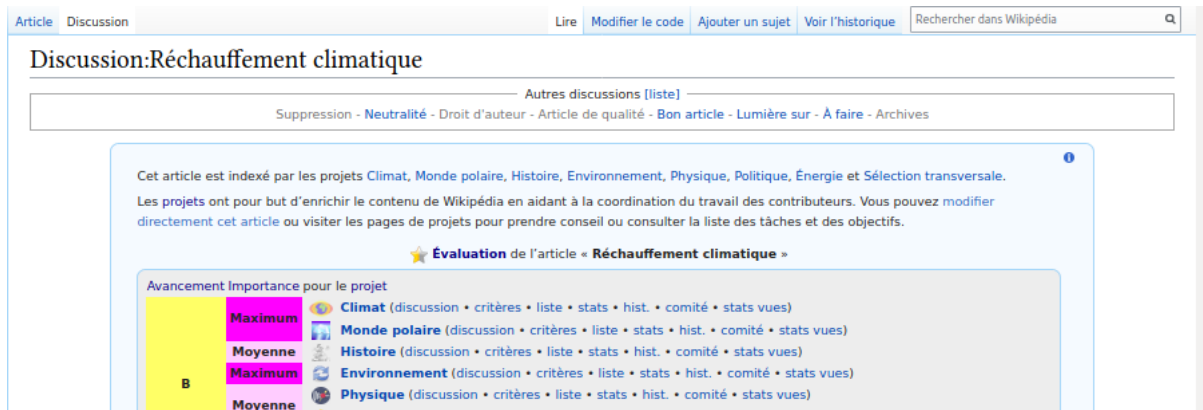 Article Discussion Lire Modifier le code Ajouter un sujet Voir l'historique Rechercher dans Wikipédia
Discussion:Réchauffement climatique
Autres discussions [liste]
Suppression - Neutralité - Droit d'auteur - Article de qualité - Bon article - Lumière sur - À faire - Archives
Cet article est indexé par les projets Climat, Monde polaire, Histoire, Environnement, Physique, Politique, Énergie et Sélection transversale.
Les projets ont pour but d'enrichir le contenu de Wikipédia en aidant à la coordination du travail des contributeurs. Vous pouvez modifier
directement cet article ou visiter les pages de projets pour prendre conseil ou consulter la liste des tâches et des objectifs.
Évaluation de l'article « Réchauffement climatique »
Avancement Importance pour le projet
Maximum Climat (discussion • critères • liste • stats • hist. • comité • stats vues)
Monde polaire (discussion • critères • liste • stats • hist. • comité • stats vues)
Moyenne Histoire (discussion • critères • liste • stats • hist. • comité • stats vues)
B Maximum Environnement (discussion • critères • liste • stats • hist. • comité • stats vues)
Moyenne Physique (discussion • critères • liste • stats • hist. • comité • stats vues)